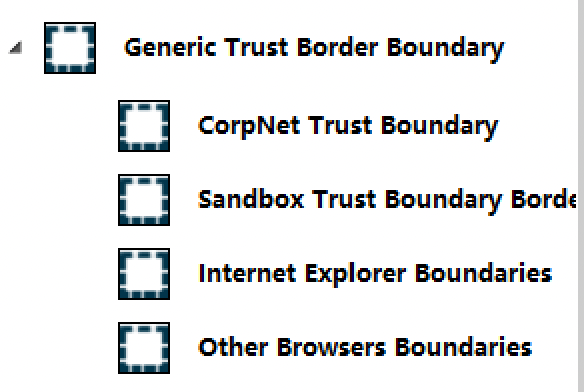 Generic Trust Border Boundary
CorpNet Trust Boundary
Sandbox Trust Boundary Borde
Internet Explorer Boundaries
Other Browsers Boundaries